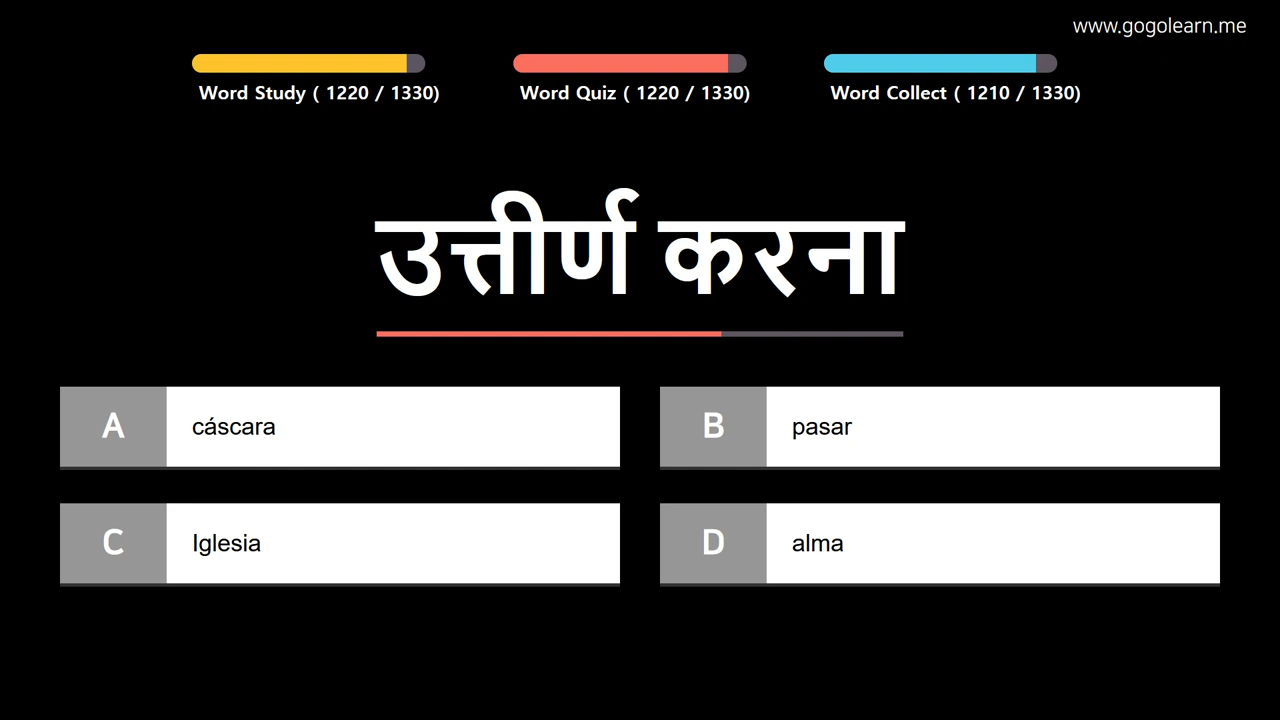 www.gogolearn.me
Word Study ( 1220 / 1330)
Word Quiz ( 1220 / 1330)
Word Collect ( 1210 / 1330)
उत्तीर्ण करना
A cáscara
B pasar
C Iglesia
D alma